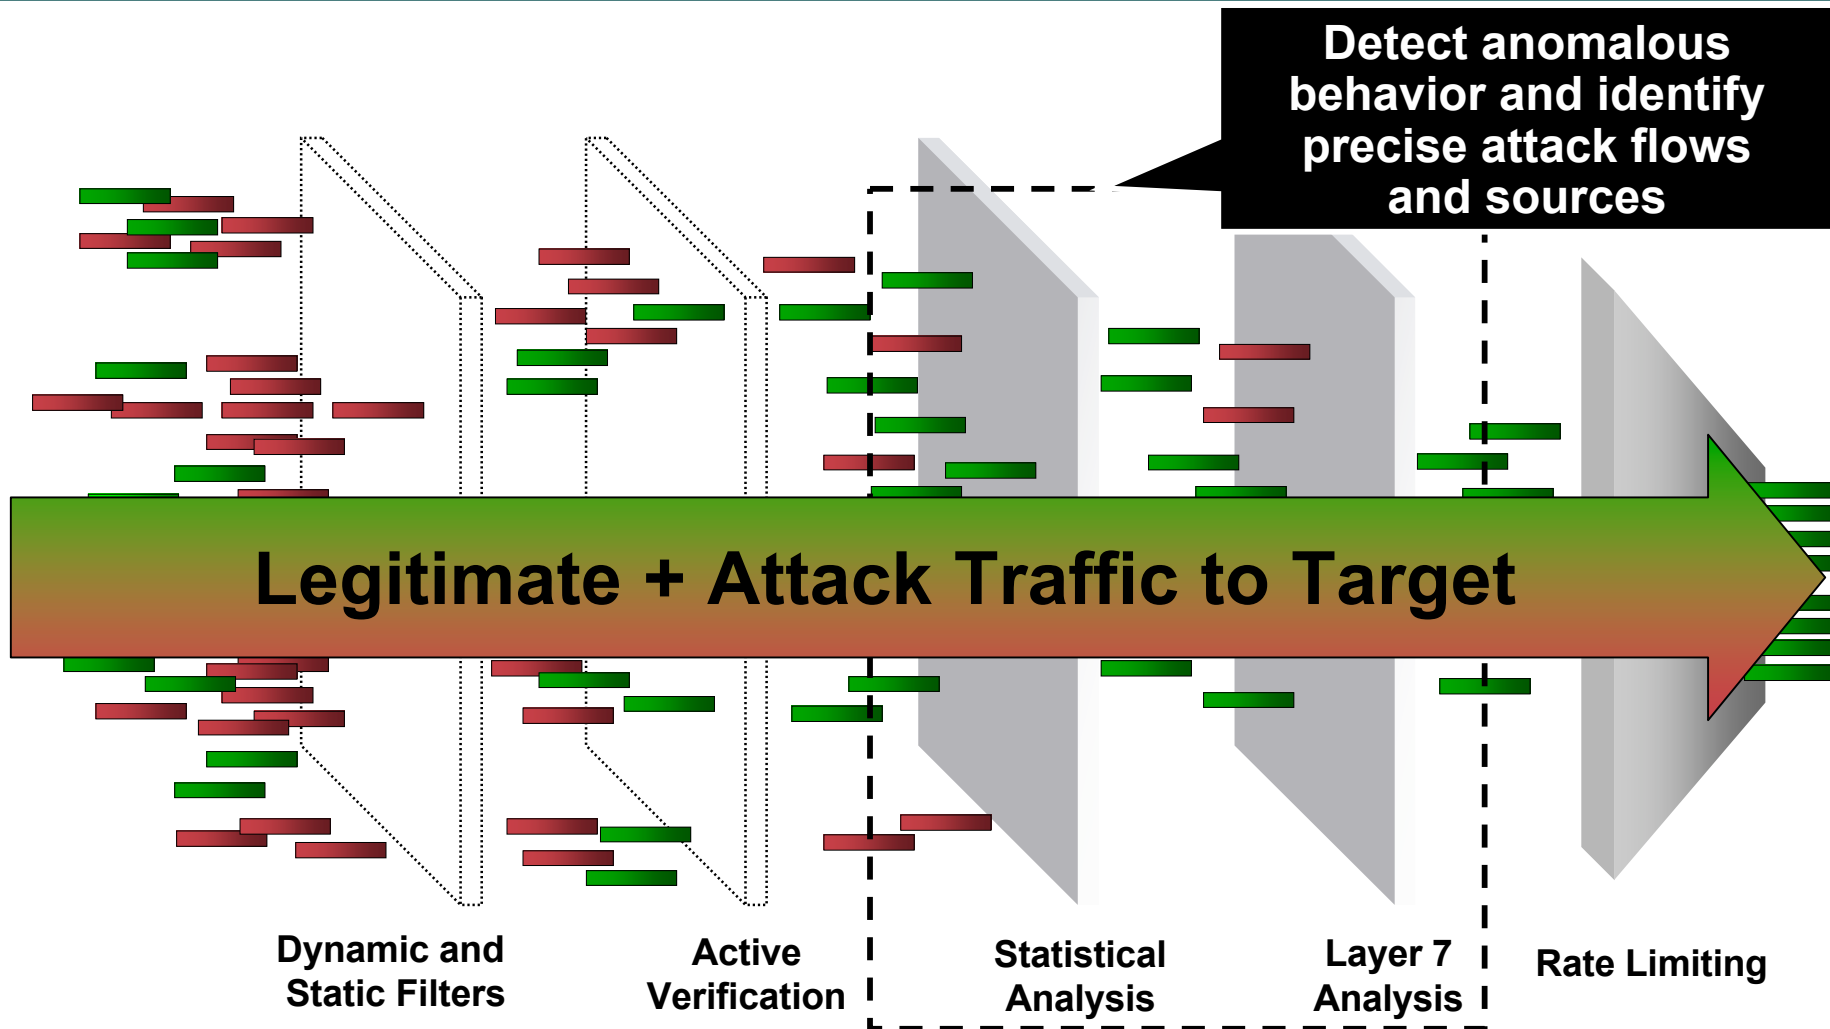 Detect anomalous
behavior and identify
precise attack flows
and sources
Legitimate + Attack Traffic to Target
Dynamic and
Static Filters
Active
Verification
Statistical
Analysis
Layer 7
Analysis
Rate Limiting